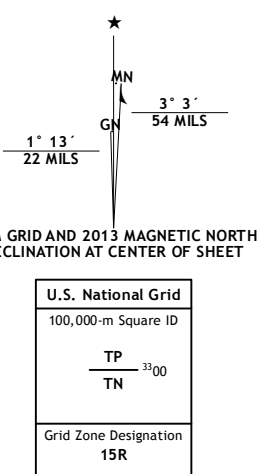 ★
MN
3° 3´
54 MILS
GN
1° 13´
22 MILS
GRID AND 2013 MAGNETIC NORTH
AT CENTER OF SHEET
U.S. National Grid
100,000-m Square ID
TP
3300
TN
Grid Zone Designation
15R